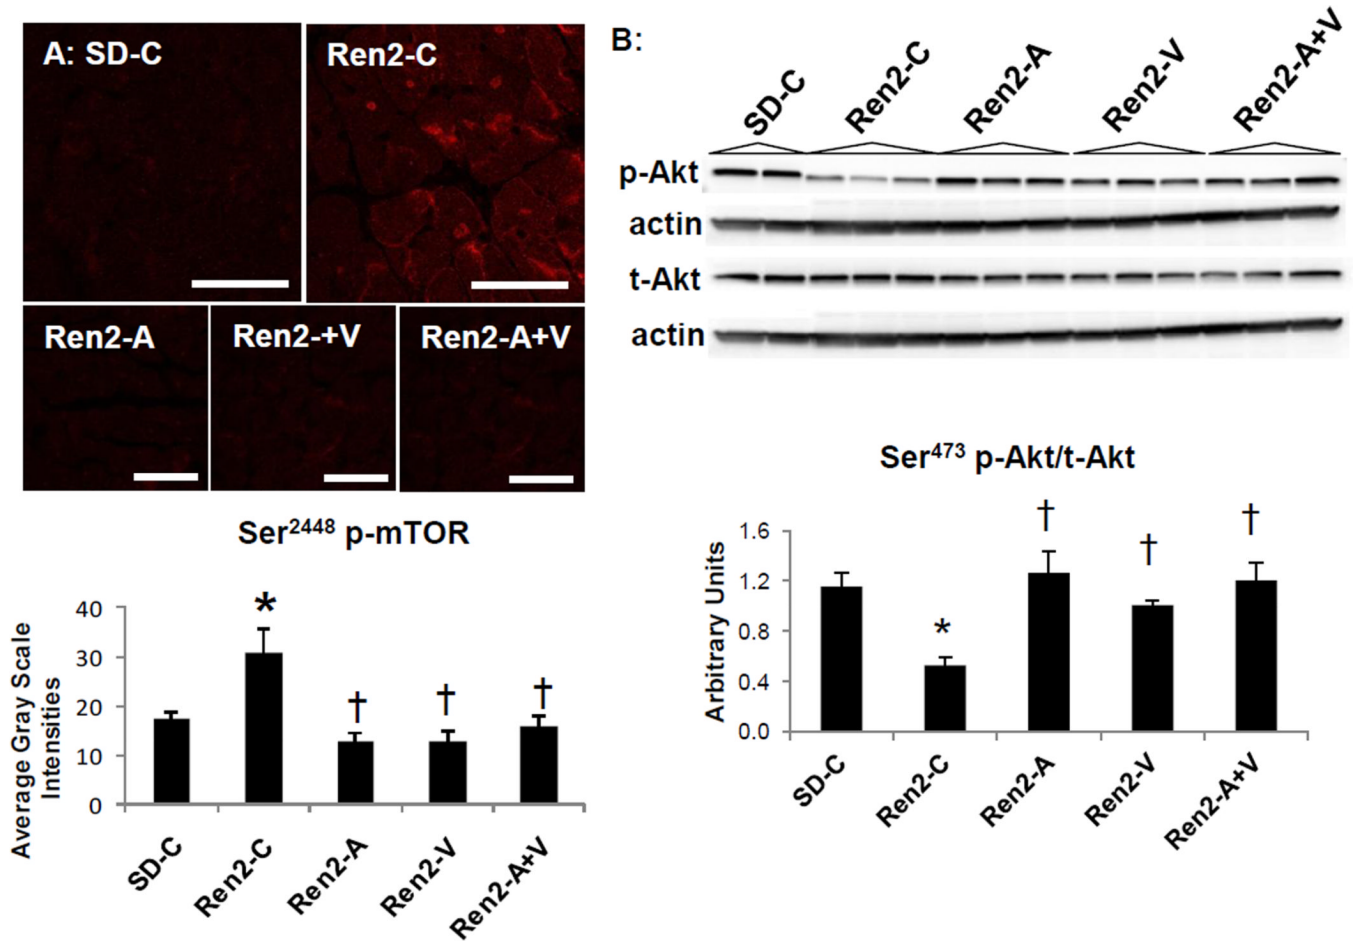 A: SD-C
Ren2-C
Ren2-A
Ren2-+V
Ren2-A+V
Ser2448 p-mTOR
Average Gray Scale
Intensities
40
30
20
10
0
*
†
†
†
SD-C
Ren2-C
Ren2-A
Ren2-V
Ren2-A+V
B:
SD-C
Ren2-C
Ren2-A
Ren2-V
Ren2-A+V
p-Akt
actin
t-Akt
actin
Ser473 p-Akt/t-Akt
Arbitrary Units
1.6
1.2
0.8
0.4
0.0
*
†
†
†
SD-C
Ren2-C
Ren2-A
Ren2-V
Ren2-A+V